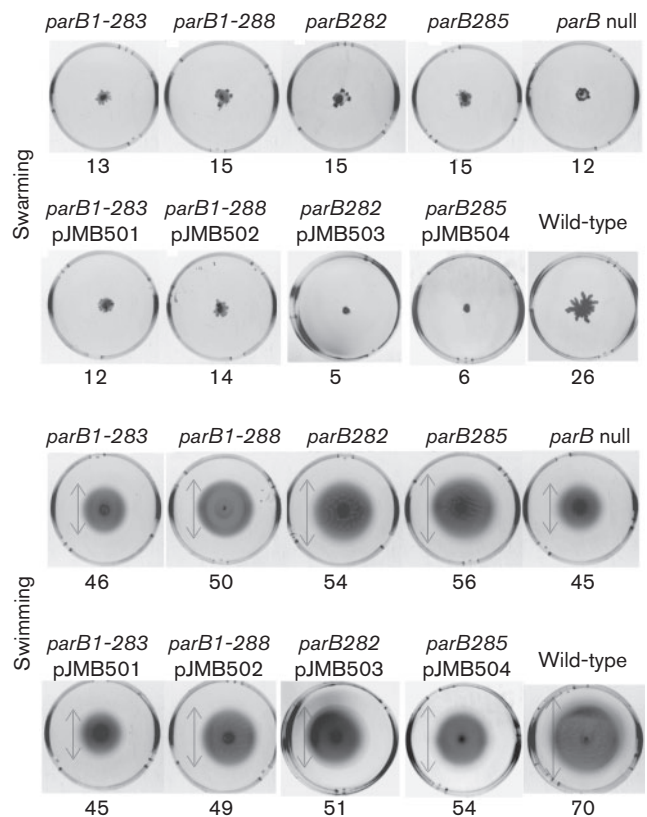 parB1-283 parB1-288 parB282 parB285 parB null
13 15 15 15 12
Swarming
parB1-283 parB1-288 parB282 parB285 Wild-type
pJMB501 pJMB502 pJMB503 pJMB504
12 14 5 6 26
parB1-283 parB1-288 parB282 parB285 parB null
46 50 54 56 45
Swimming
parB1-283 parB1-288 parB282 parB285 Wild-type
pJMB501 pJMB502 pJMB503 pJMB504
45 49 51 54 70